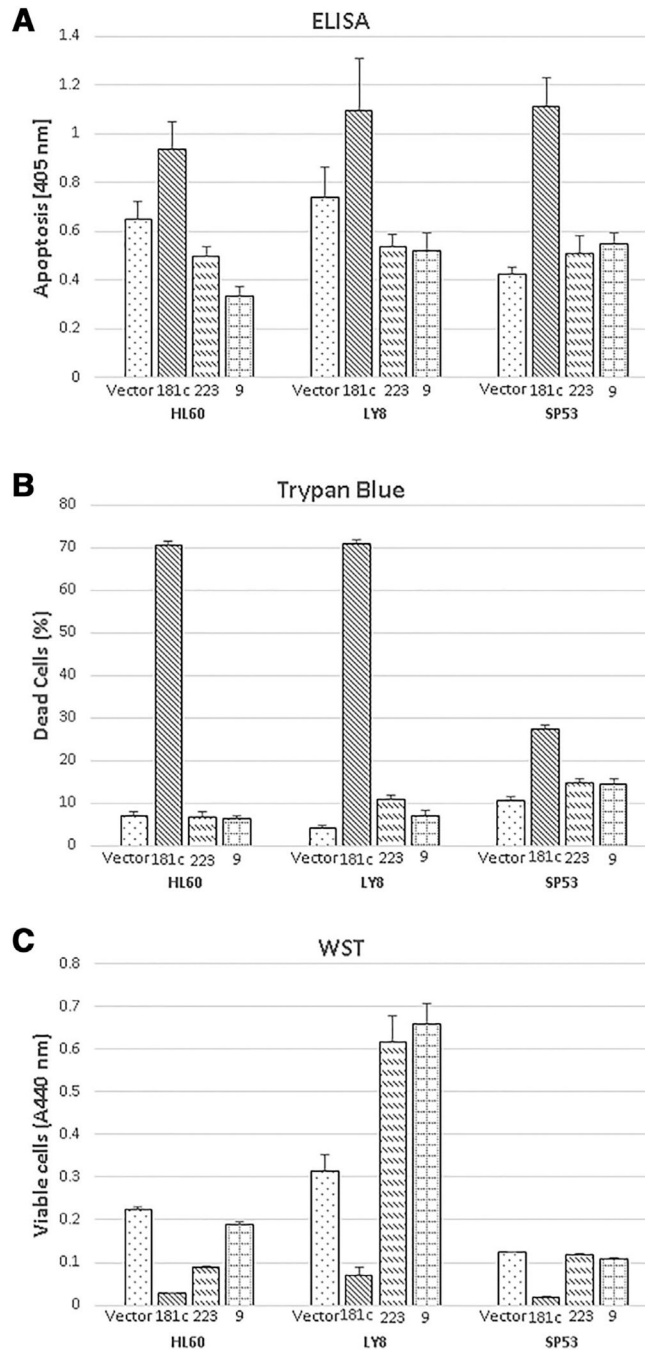 A
ELISA
Apoptosis [405 nm]
1.4
1.2
1
0.8
0.6
0.4
0.2
0
Vector 181c 223 9 Vector 181c 223 9 Vector 181c 223 9
HL60 LY8 SP53
B
Trypan Blue
Dead Cells (%)
80
70
60
50
40
30
20
10
0
Vector 181c 223 9 Vector 181c 223 9 Vector 181c 223 9
HL60 LY8 SP53
C
WST
Viable cells (A440 nm)
0.8
0.7
0.6
0.5
0.4
0.3
0.2
0.1
0
Vector 181c 223 9 Vector 181c 223 9 Vector 181c 223 9
HL60 LY8 SP53